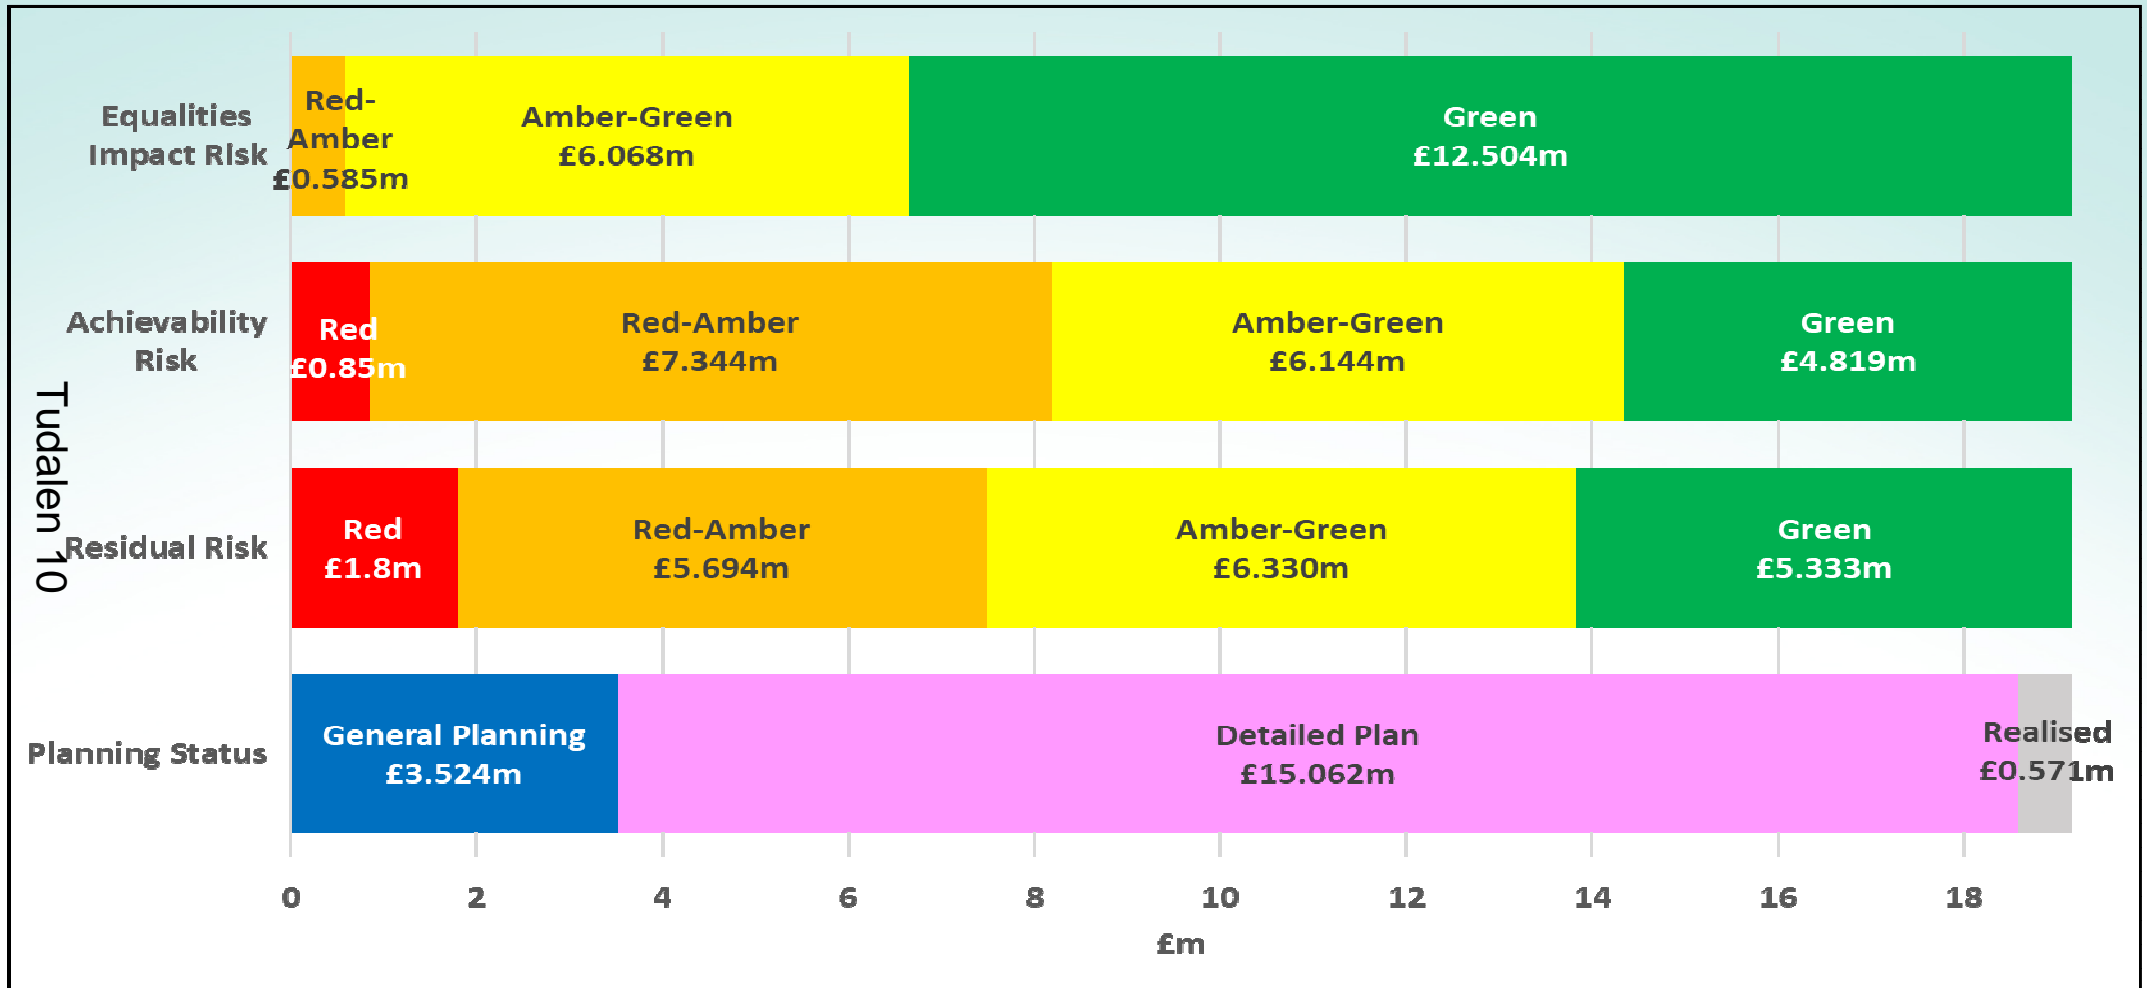 Equalities
Impact Risk
Red-
Amber
£0.585m
Amber-Green
£6.068m
Green
£12.504m
Achievability
Risk
Red
£0.85m
Red-Amber
£7.344m
Amber-Green
£6.144m
Green
£4.819m
Tudalen 10
Residual Risk
Red
£1.8m
Red-Amber
£5.694m
Amber-Green
£6.330m
Green
£5.333m
Planning Status
General Planning
£3.524m
Detailed Plan
£15.062m
Realised
£0.571m
0 2 4 6 8 10 12 14 16 18
£m